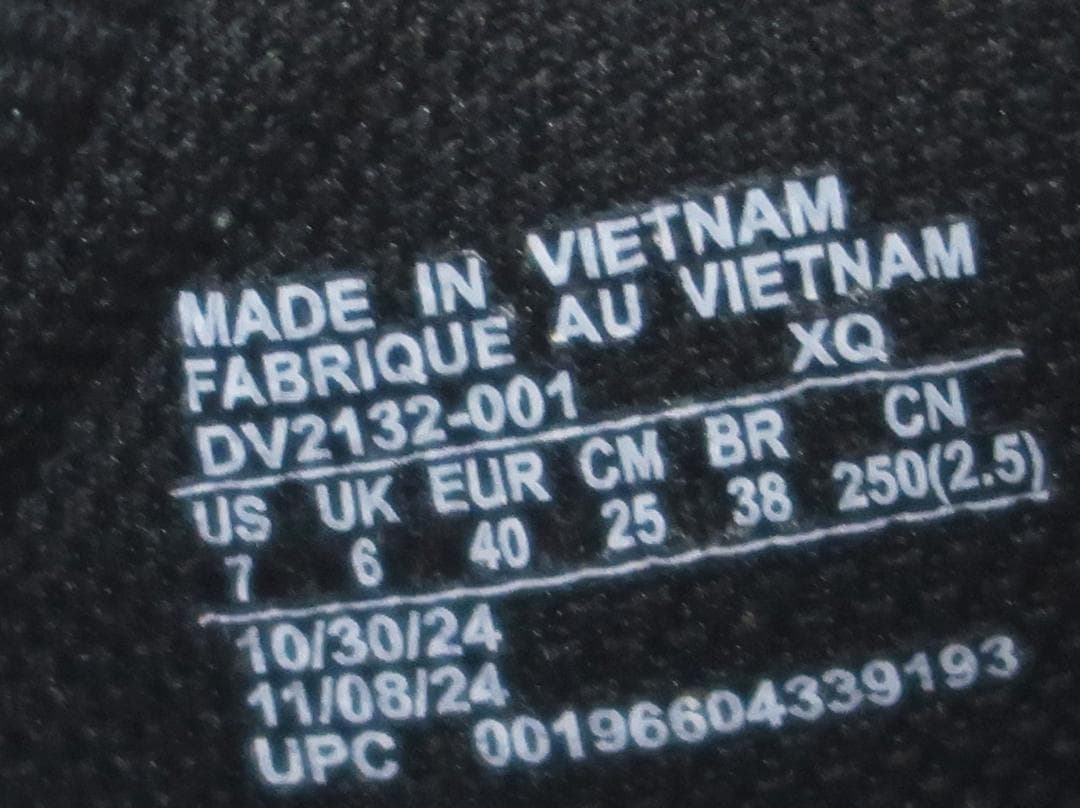 MADE IN VIETNAM
FABRIQUE AU VIETNAM
DV2132-001 XQ
US UK EUR CM BR CN
7 6 40 25 38 250(2.5)
10/30/24
11/08/24
UPC 00196604339193